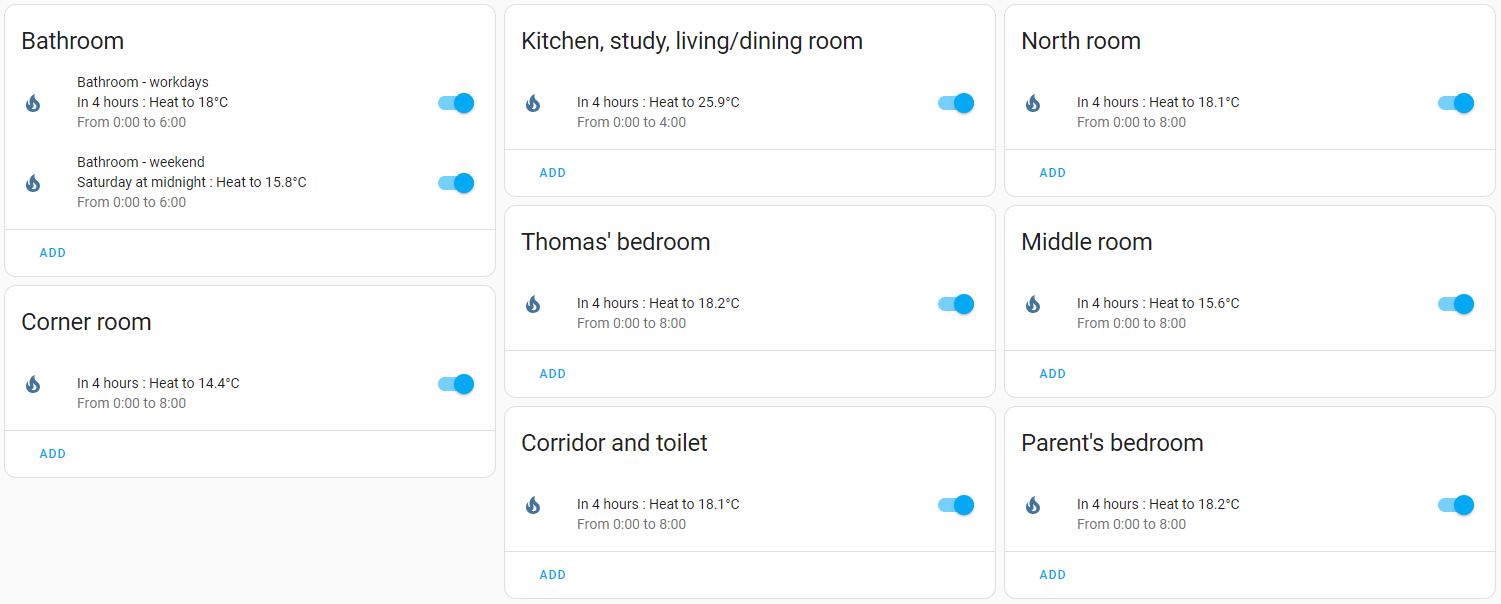 Bathroom
Bathroom - workdays
In 4 hours : Heat to 18°C
From 0:00 to 6:00
Bathroom - weekend
Saturday at midnight : Heat to 15.8°C
From 0:00 to 6:00
ADD
Corner room
In 4 hours : Heat to 14.4°C
From 0:00 to 8:00
ADD
Kitchen, study, living/dining room
In 4 hours : Heat to 25.9°C
From 0:00 to 4:00
ADD
Thomas' bedroom
In 4 hours : Heat to 18.2°C
From 0:00 to 8:00
ADD
Corridor and toilet
In 4 hours : Heat to 18.1°C
From 0:00 to 8:00
ADD
North room
In 4 hours : Heat to 18.1°C
From 0:00 to 8:00
ADD
Middle room
In 4 hours : Heat to 15.6°C
From 0:00 to 8:00
ADD
Parent's bedroom
In 4 hours : Heat to 18.2°C
From 0:00 to 8:00
ADD